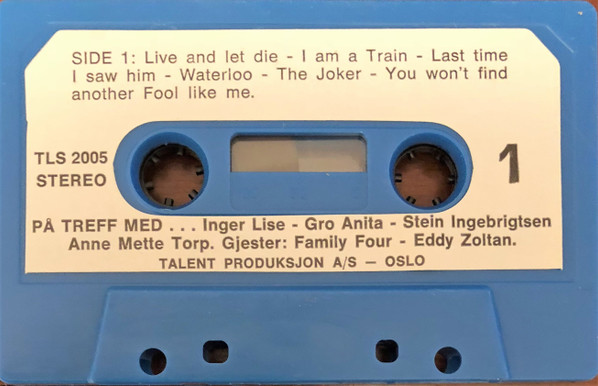 SIDE 1: Live and let die - I am a Train - Last time
I saw him - Waterloo - The Joker - You won't find
another Fool like me.
TLS 2005
STEREO
1
PÅ TREFF MED . . . Inger Lise - Gro Anita - Stein Ingebrigtsen
Anne Mette Torp. Gjester: Family Four - Eddy Zoltan.
TALENT PRODUKSJON A/S — OSLO